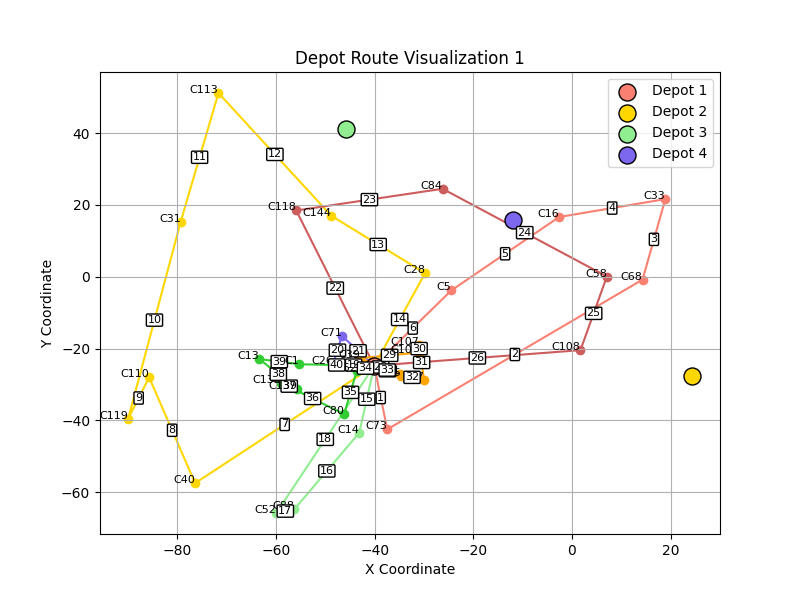 Depot Route Visualization 1
Depot 1
Depot 2
Depot 3
Depot 4
C113
11
12
C84
C118
23
C144
C31
13
C28
C16
4
C33
24
5
3
C58
C68
C5
22
10
14
6
25
C71
C107
20
21
29
30
31
26
2
C108
C13
39
C1
40
34
33
32
38
C110
C119
9
8
7
36
35
15
1
C80
C73
C14
18
16
C40
C52
17
−80
−60
−40
−20
0
20
40
20
0
−20
−40
−60
X Coordinate
Y Coordinate